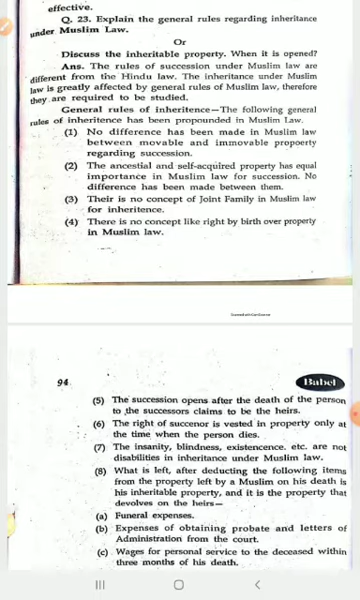 effective.
Q. 23. Explain the general rules regarding inheritance
under Muslim Law.
Or
Discuss the inheritable property. When it is opened?
Ans. The rules of succession under Muslim law are
different from the Hindu law. The inheritance under Muslim
law is greatly affected by general rules of Muslim law, therefore
they are required to be studied.
General rules of inheritance—The following general
rules of inheritence has been propounded in Muslim Law.
(1) No difference has been made in Muslim law
between movable and immovable propoerty
regarding succession.
(2) The ancestial and self-acquired property has equal
importance in Muslim law for succession. No
difference has been made between them.
(3) Their is no concept of Joint Family in Muslim law
for inheritence.
(4) There is no concept like right by birth over property
in Muslim law.
94
Babel
(5) The succession opens after the death of the person
to the successors claims to be the heirs.
(6) The right of succenor is vested in property only at
the time when the person dies.
(7) The insanity, blindness, existencence. etc. are not
disabilities in inheritance under Muslim law.
(8) What is left, after deducting the following items
from the property left by a Muslim on his death is
his inheritable property, and it is the property that
devolves on the heirs—
(a) Funeral expenses.
(b) Expenses of obtaining probate and letters of
Administration from the court.
(c) Wages for personal service to the deceased within
three months of his death.